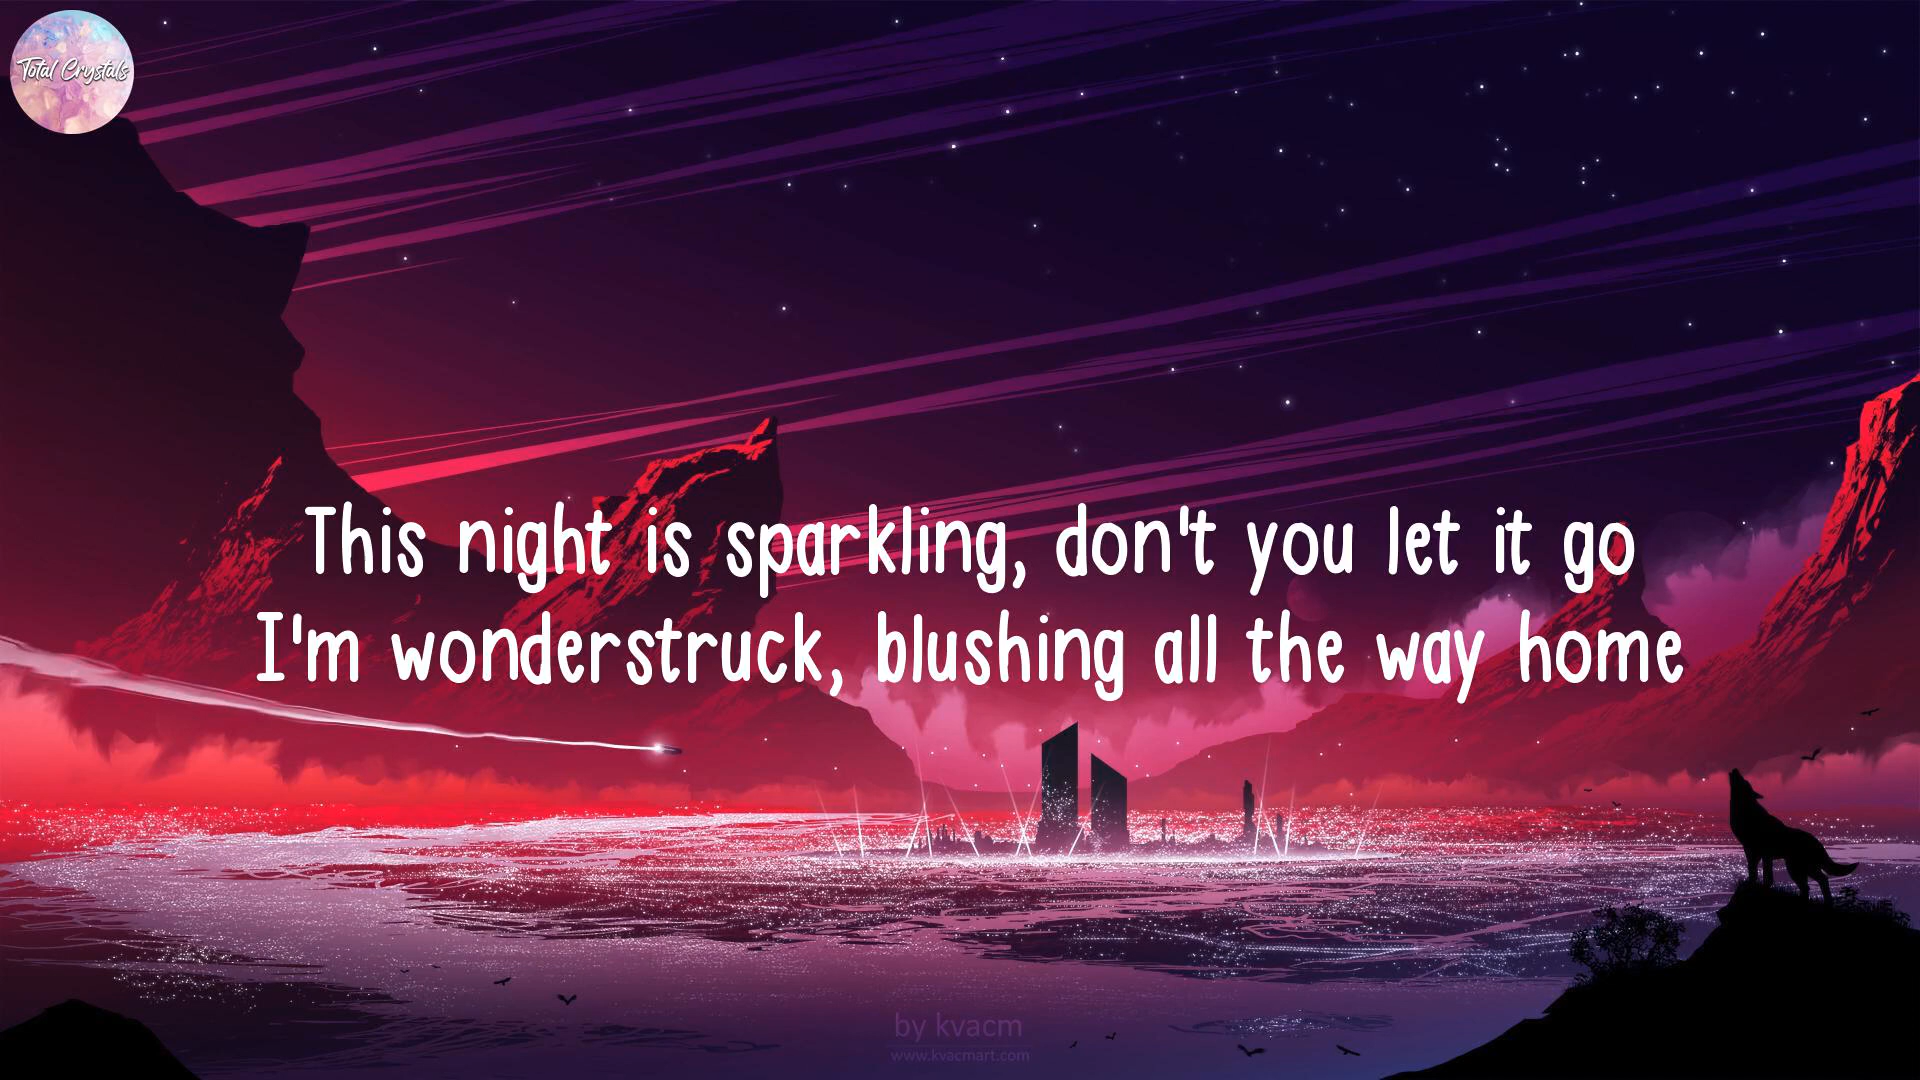 Total Crystals
This night is sparkling, don't you let it go
I'm wonderstruck, blushing all the way home
by kvacm
www.kvacmart.com